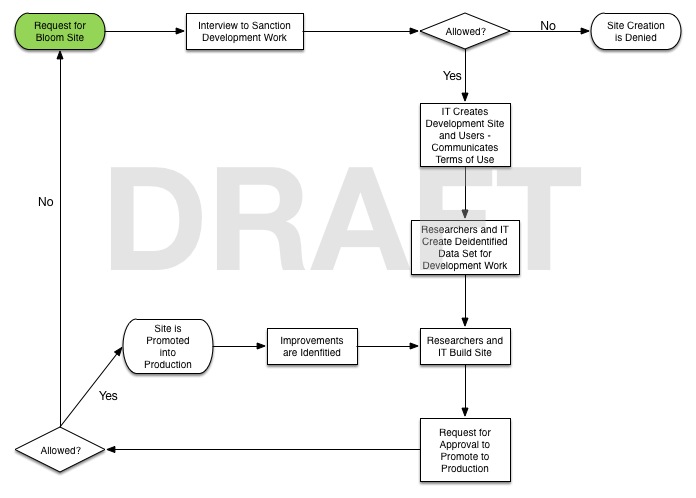 Request for
Bloom Site
Interview to Sanction
Development Work
Allowed?
No
Site Creation
is Denied
Yes
IT Creates
Development Site
and Users -
Communicates
Terms of Use
DRAFT
No
Researchers and IT
Create Deidentified
Data Set for
Development Work
Site is
Promoted
into
Production
Improvements
are Idenfitied
Researchers and
IT Build Site
Yes
Allowed?
Request for
Approval to
Promote to
Production